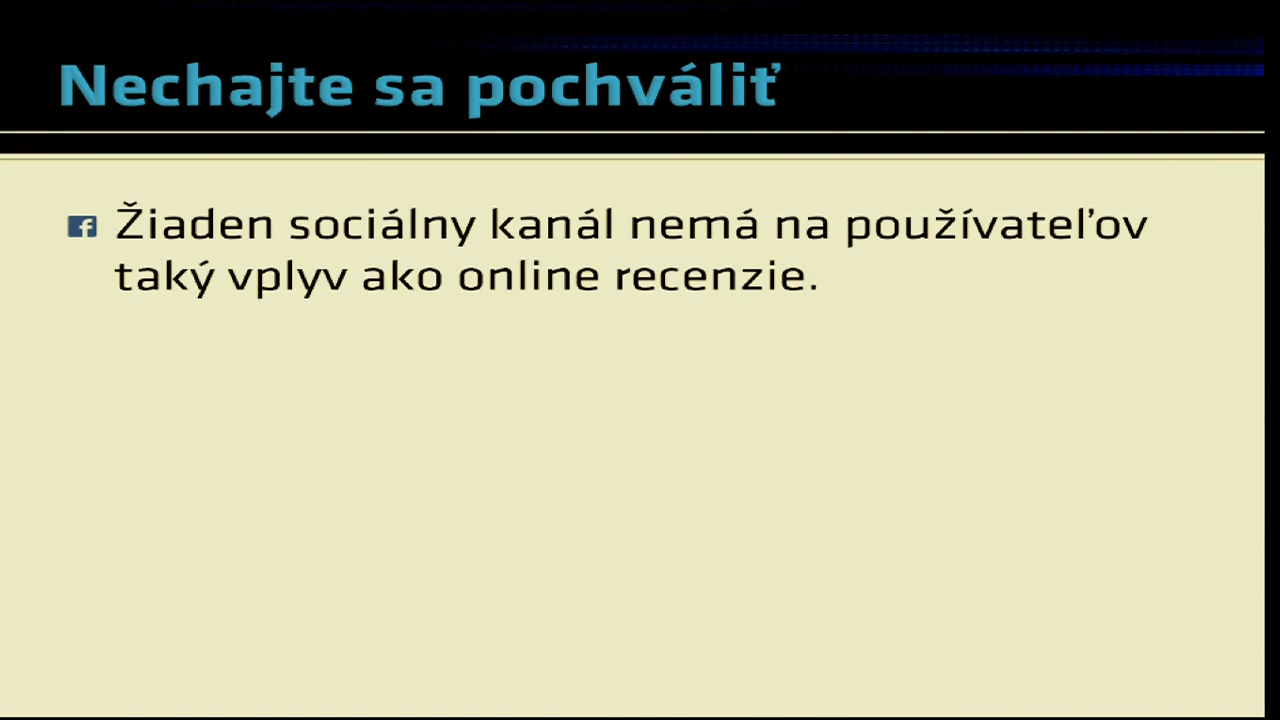 Nechajte sa pochváliť
Žiaden sociálny kanál nemá na používateľov
taký vplyv ako online recenzie.